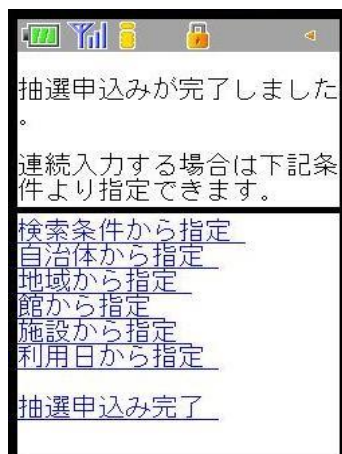 抽選申込みが完了しました
。
連続入力する場合は下記条
件より指定できます。
検索条件から指定
自治体から指定
地域から指定
館から指定
施設から指定
利用日から指定
抽選申込み完了